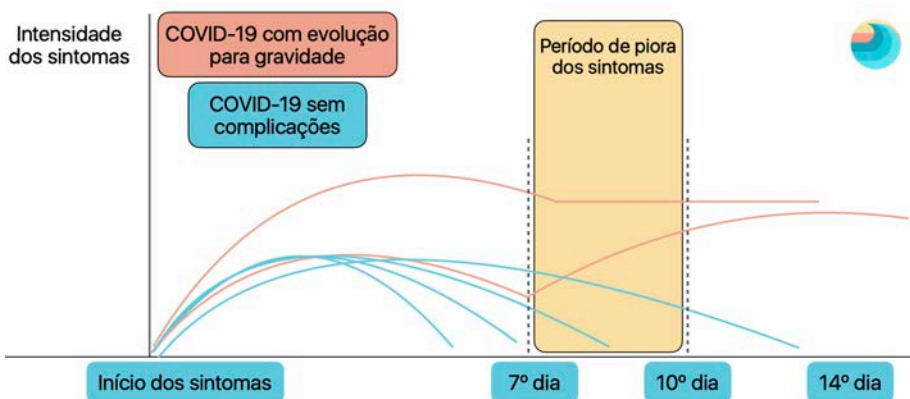 Intensidade
dos sintomas
COVID-19 com evolução
para gravidade
COVID-19 sem
complicações
Período de piora
dos sintomas
Início dos sintomas
7º dia
10º dia
14º dia